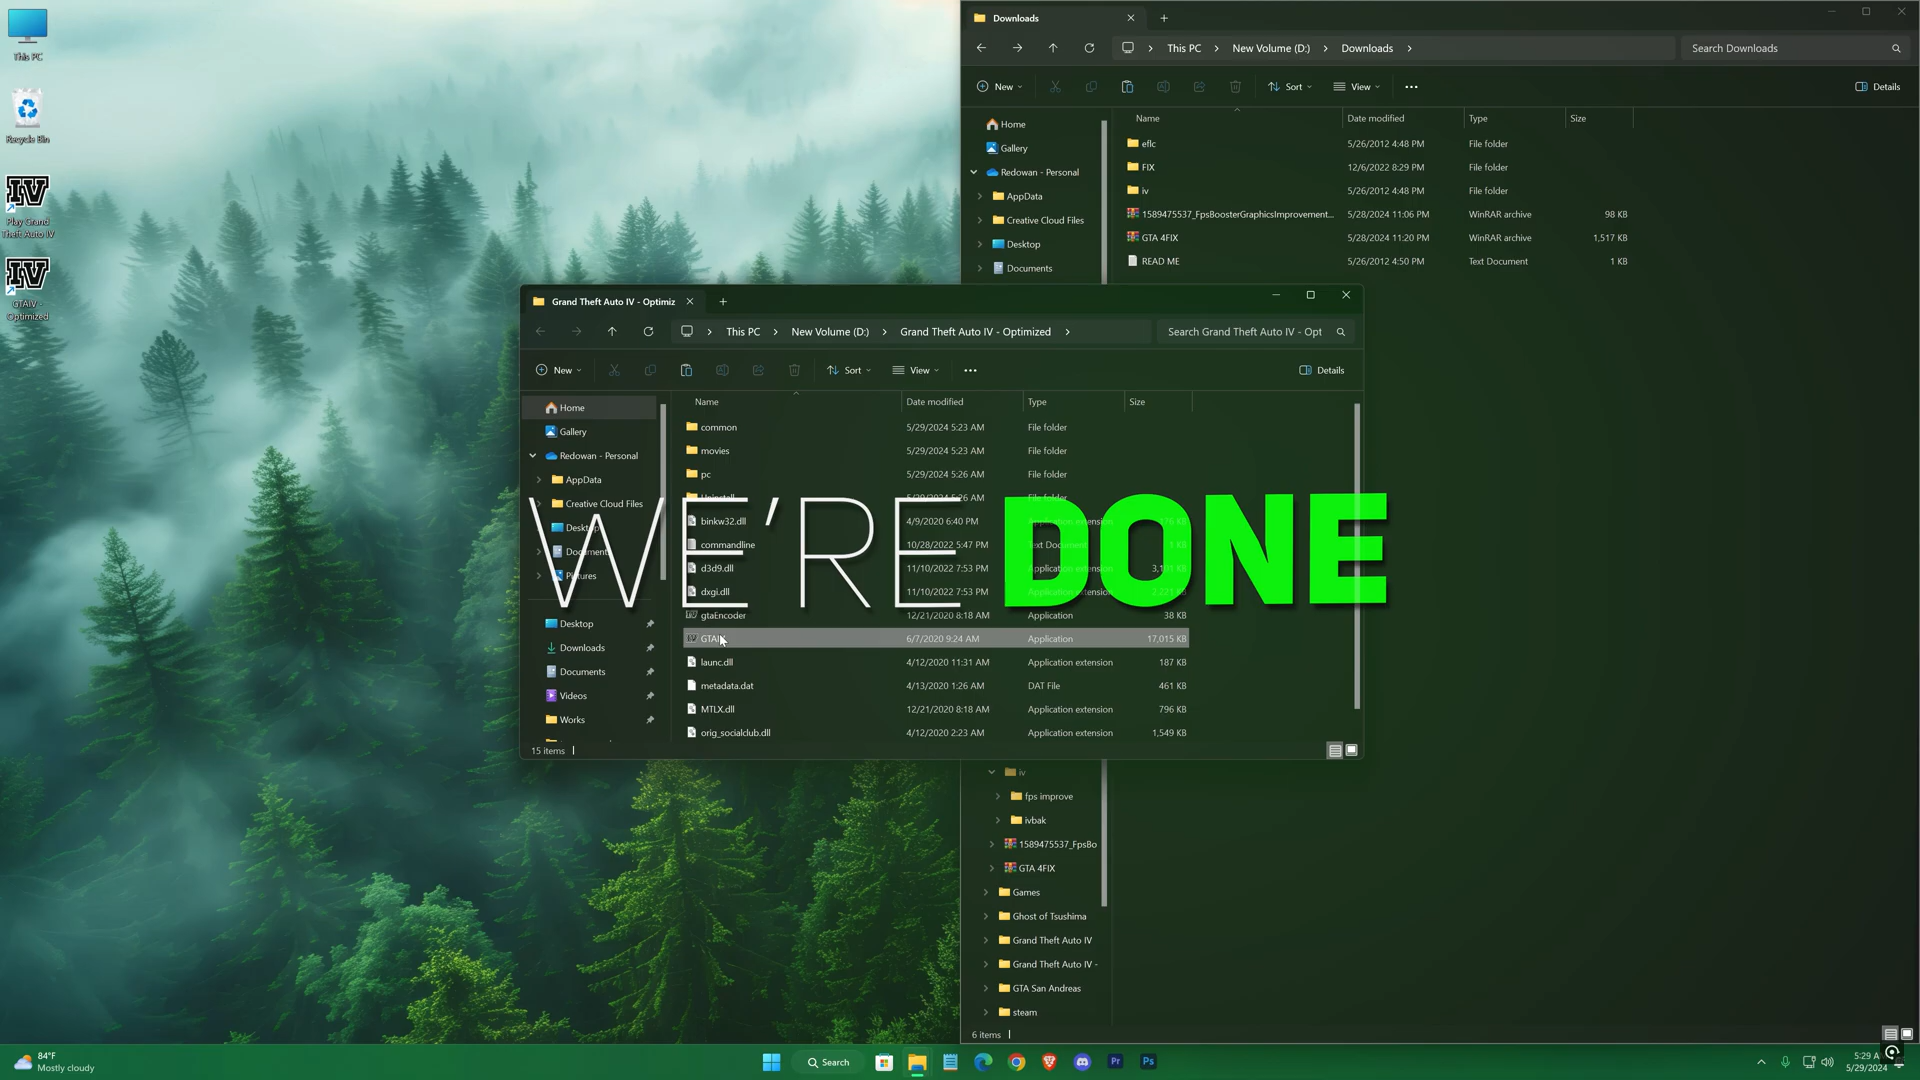 This PC
Recycle Bin
Play Grand
Theft Auto IV
GTAIV -
Optimized
Downloads
This PC
New Volume (D:)
Downloads
Search Downloads
New
Sort
View
Details
Name
Date modified
Type
Size
Home
Gallery
Redowan - Personal
AppData
Creative Cloud Files
Desktop
Documents
eflc 5/26/2012 4:48 PM File folder
FIX 12/6/2022 8:29 PM File folder
iv 5/26/2012 4:48 PM File folder
1589475537_FpsBoosterGraphicsImprovement... 5/28/2024 11:06 PM WinRAR archive 98 KB
GTA 4FIX 5/28/2024 11:20 PM WinRAR archive 1,517 KB
READ ME 5/26/2012 4:50 PM Text Document 1 KB
Grand Theft Auto IV - Optimiz
This PC
New Volume (D:)
Grand Theft Auto IV - Optimized
Search Grand Theft Auto IV - Opt
New
Sort
View
Details
Name
Date modified
Type
Size
Home
Gallery
Redowan - Personal
AppData
Creative Cloud Files
Desktop
Pictures
Desktop
Downloads
Documents
Videos
Works
common 5/29/2024 5:23 AM File folder
movies 5/29/2024 5:23 AM File folder
pc 5/29/2024 5:26 AM File folder
binkw32.dll 4/9/2020 6:40 PM
commandline 10/28/2022 5:47 PM
d3d9.dll 11/10/2022 7:53 PM
dxgi.dll 11/10/2022 7:53 PM
gtaEncoder 12/21/2020 8:18 AM Application 38 KB
GTAIV 6/7/2020 9:24 AM Application 17,015 KB
launc.dll 4/12/2020 11:31 AM Application extension 187 KB
metadata.dat 4/13/2020 1:26 AM DAT File 461 KB
MTLX.dll 12/21/2020 8:18 AM Application extension 796 KB
orig_socialclub.dll 4/12/2020 2:23 AM Application extension 1,549 KB
15 items
WE'RE DONE
iv
fps improve
ivbak
1589475537_FpsBo
GTA 4FIX
Games
Ghost of Tsushima
Grand Theft Auto IV
Grand Theft Auto IV -
GTA San Andreas
steam
6 items
84°F
Mostly cloudy
Search
Pr
Ps
5:29 A
5/29/2024